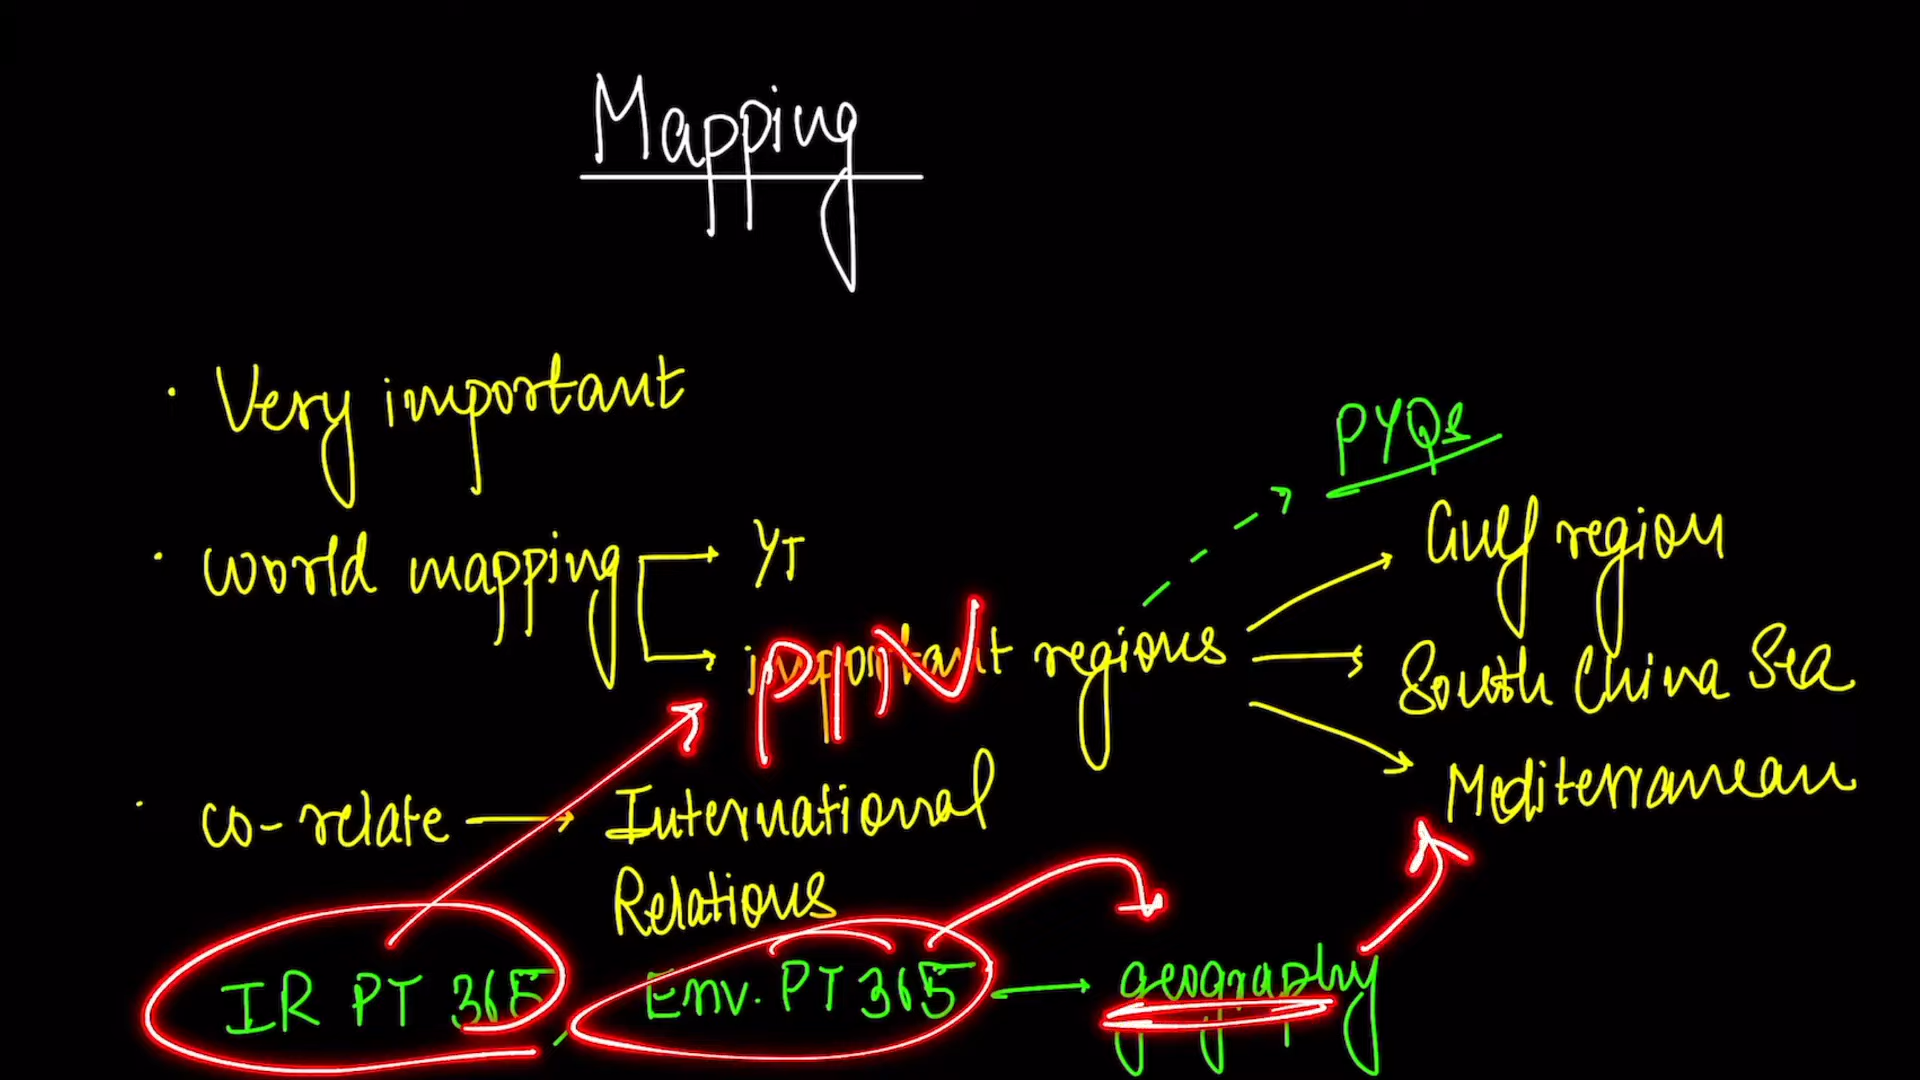 Mapping
· Very important
PYQs
· World mapping → YT
Gulf region
→ important regions → South China Sea
PIN
Mediterranean
· co-relate → International
Relations
IR PT 365 / Env. PT 365 → geography